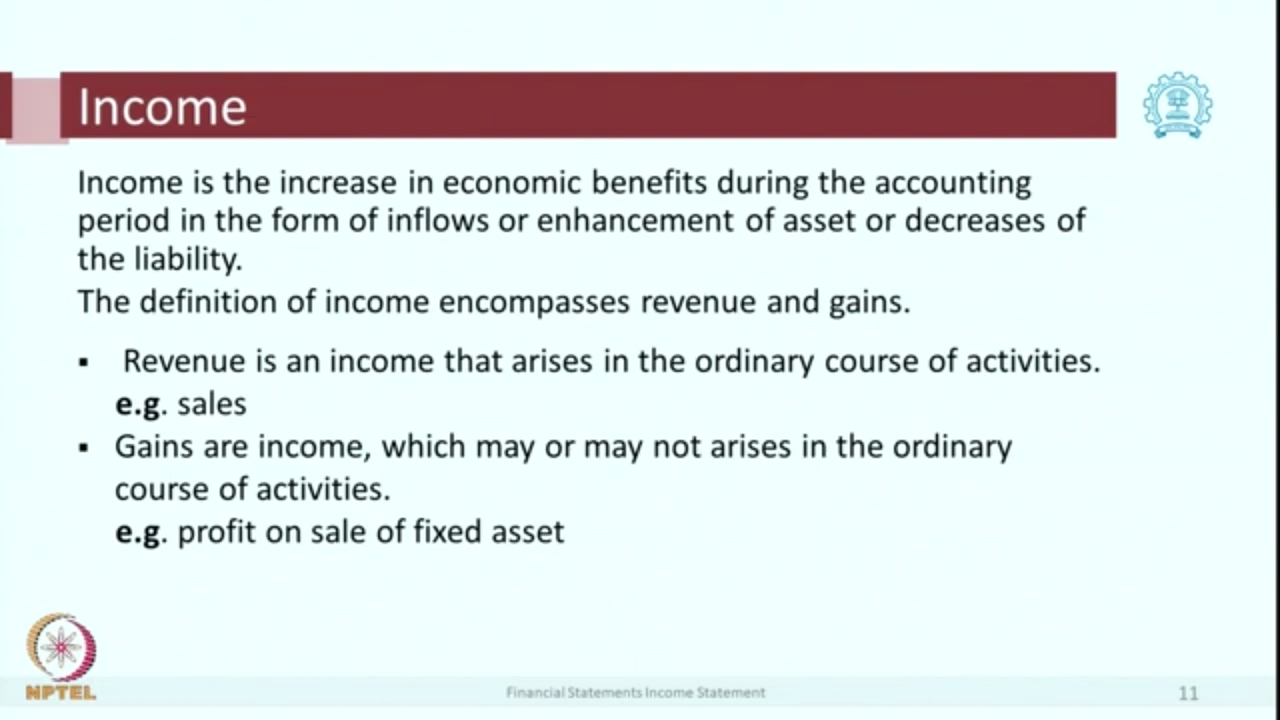 Income
Income is the increase in economic benefits during the accounting
period in the form of inflows or enhancement of asset or decreases of
the liability.
The definition of income encompasses revenue and gains.
▪ Revenue is an income that arises in the ordinary course of activities.
e.g. sales
▪ Gains are income, which may or may not arises in the ordinary
course of activities.
e.g. profit on sale of fixed asset
NPTEL
Financial Statements Income Statement
11